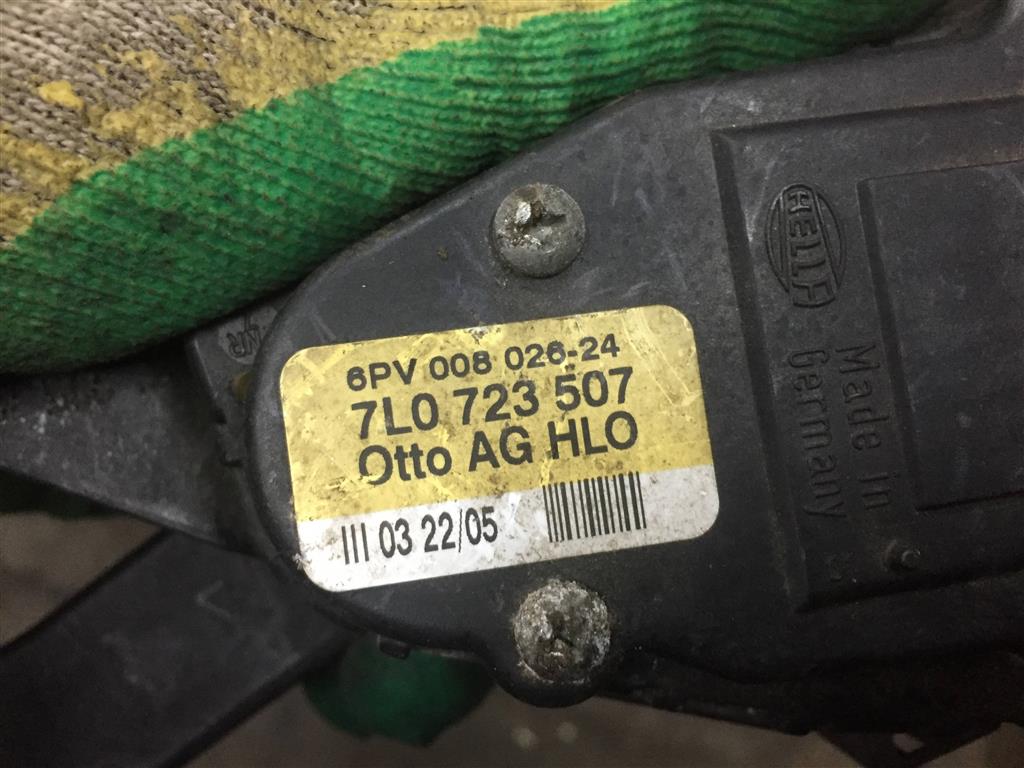 6PV 008 026-24
7L0 723 507
Otto AG HLO
III 03 22/05
HELLA
Made in
Germany